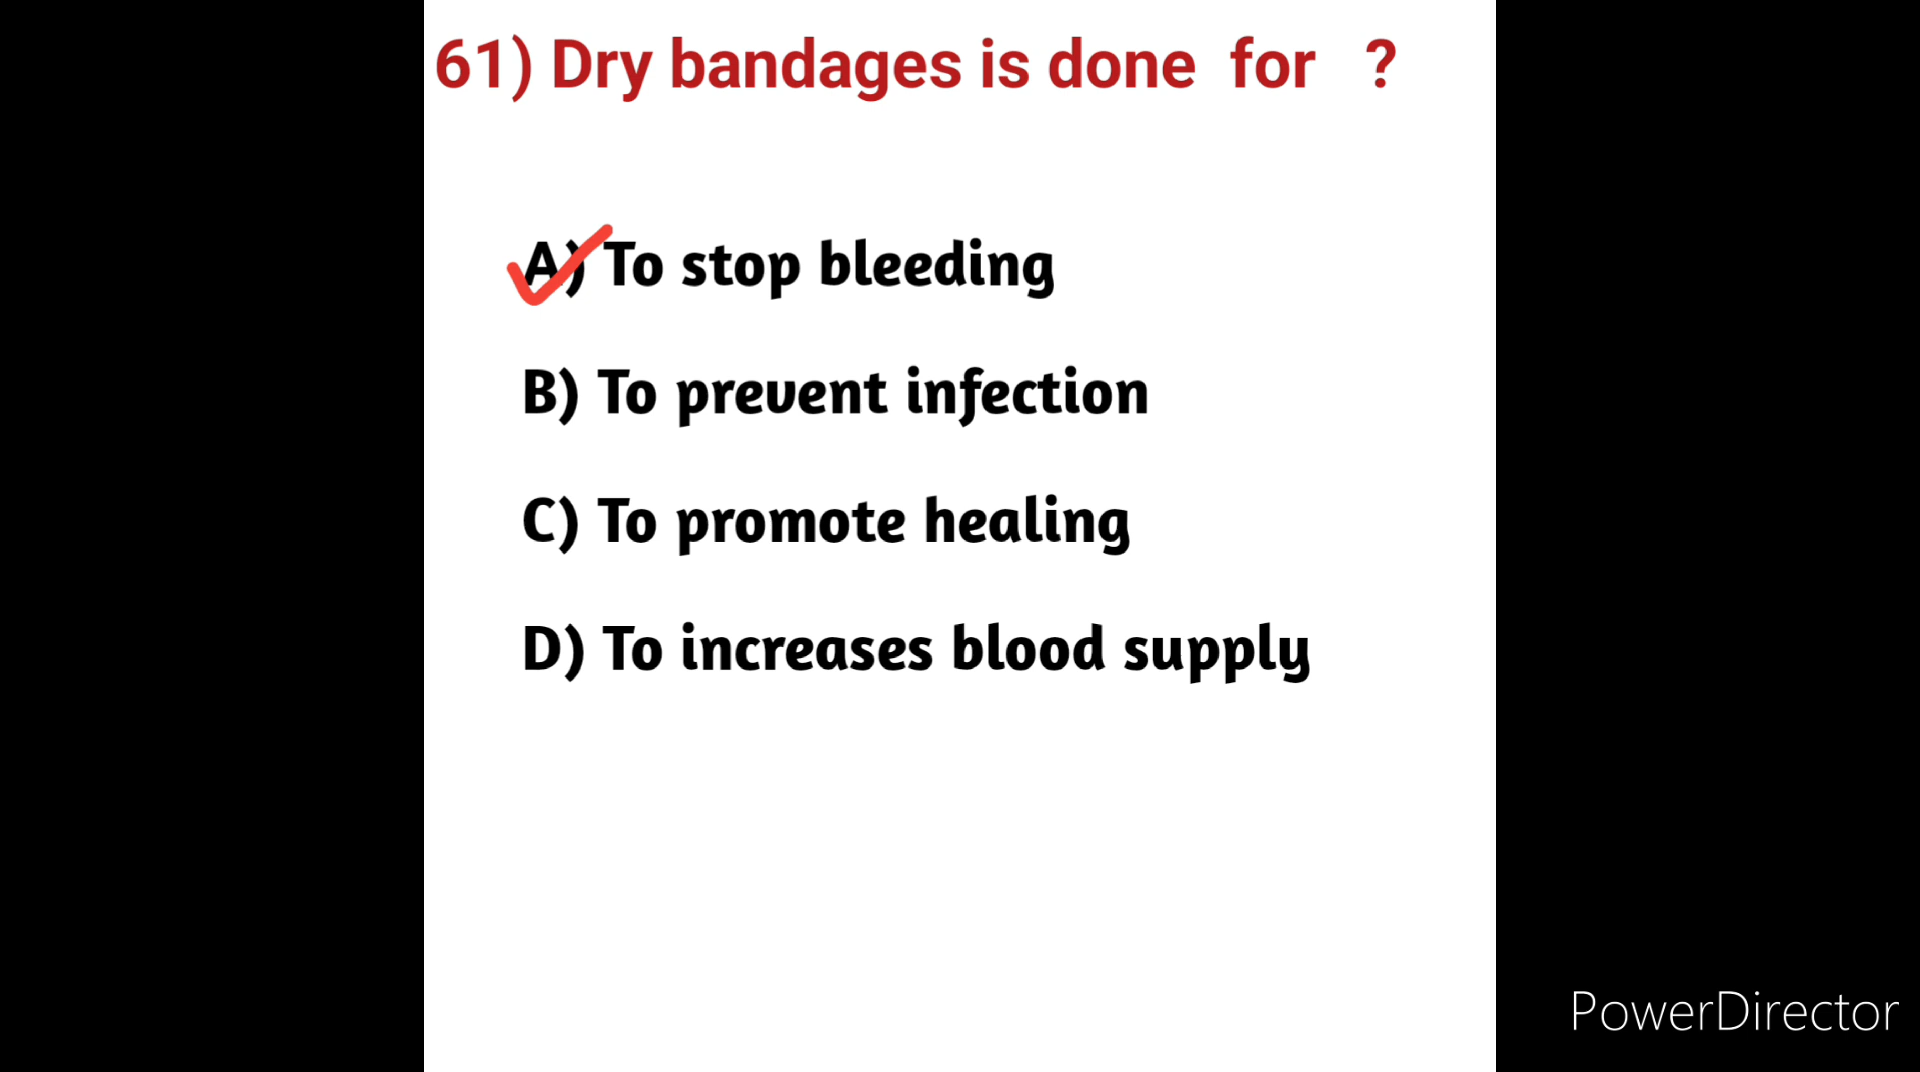 61) Dry bandages is done for ?
A) To stop bleeding
B) To prevent infection
C) To promote healing
D) To increases blood supply
PowerDirector